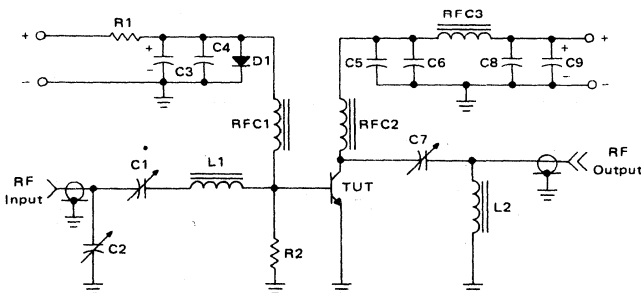 R1
RFC3
+
+
C4
D1
C3
-
-
C5
C6
C8
C9
+
+
-
-
RFC1
RFC2
C1
L1
C7
RF
Input
RF
Output
TUT
L2
C2
R2